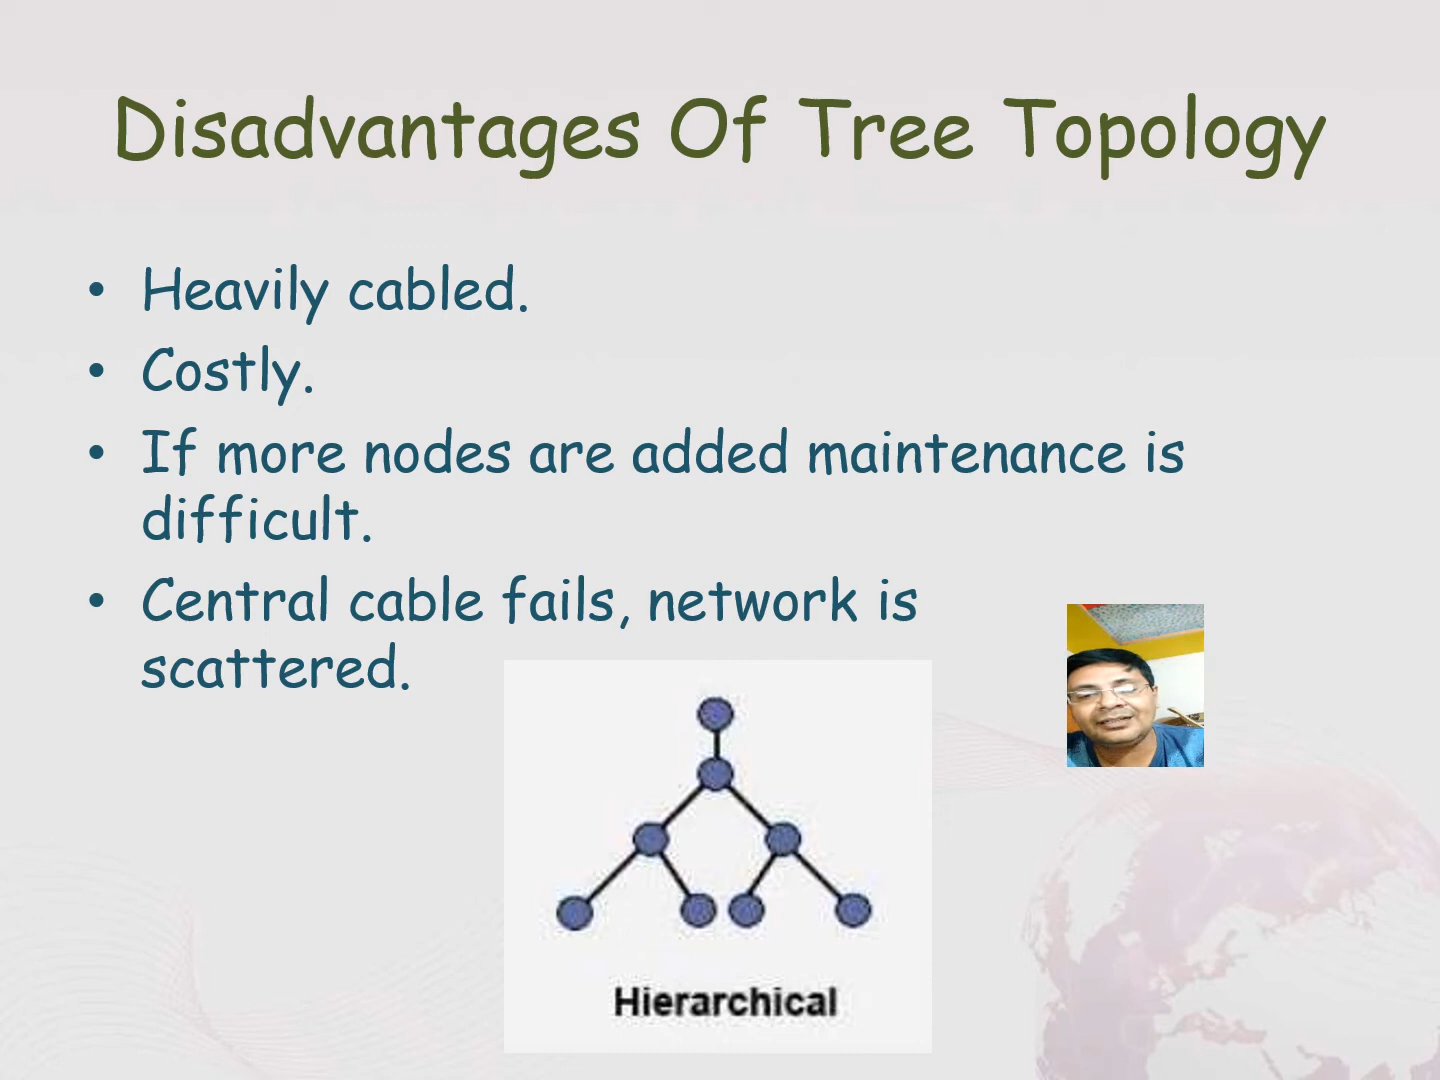 Disadvantages Of Tree Topology
• Heavily cabled.
• Costly.
• If more nodes are added maintenance is
difficult.
• Central cable fails, network is
scattered.
Hierarchical